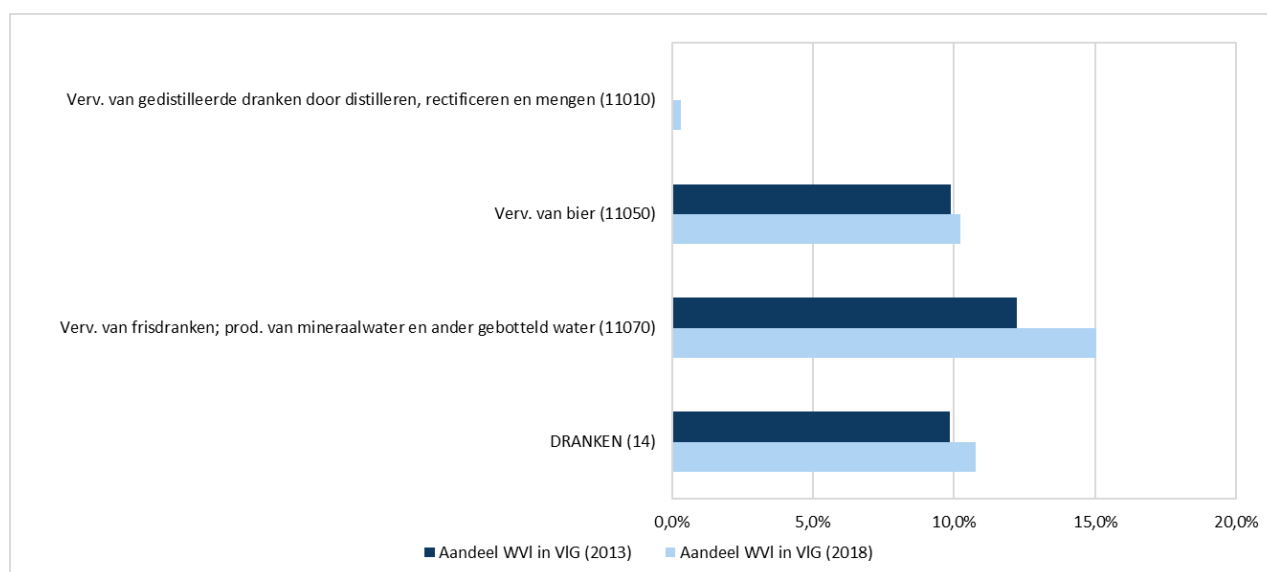 Verv. van gedistilleerde dranken door distilleren, rectificeren en mengen (11010)
Verv. van bier (11050)
Verv. van frisdranken; prod. van mineraalwater en ander gebotteld water (11070)
DRANKEN (14)
0,0% 5,0% 10,0% 15,0% 20,0%
Aandeel WVl in VlG (2013) Aandeel WVl in VlG (2018)